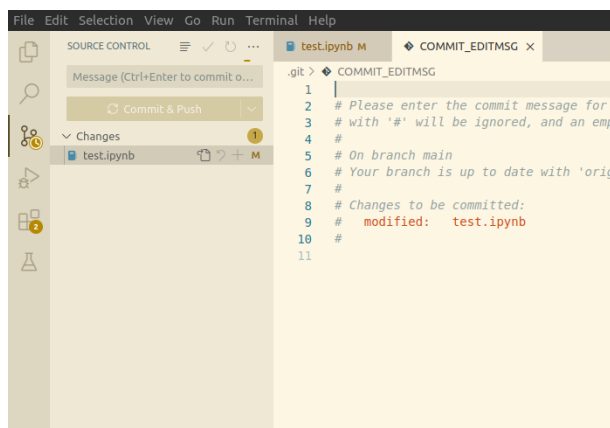 File Edit Selection View Go Run Terminal Help
SOURCE CONTROL
Message (Ctrl+Enter to commit o...
Commit & Push
Changes 1
test.ipynb M
2
test.ipynb M COMMIT_EDITMSG
.git > COMMIT_EDITMSG
1
2 # Please enter the commit message for
3 # with '#' will be ignored, and an emp
4 #
5 # On branch main
6 # Your branch is up to date with 'orig
7 #
8 # Changes to be committed:
9 # modified: test.ipynb
10 #
11